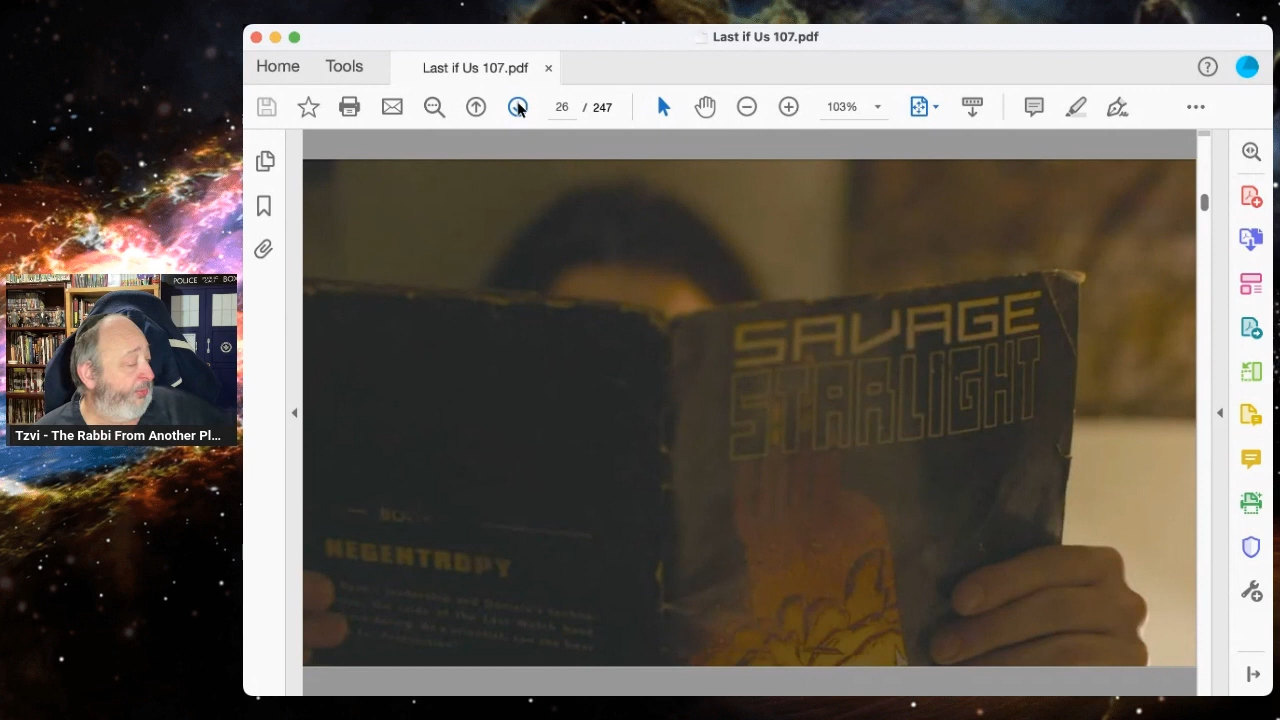 Last if Us 107.pdf
Home Tools Last if Us 107.pdf
26 / 247 103%
POLICE BOX
Tzvi - The Rabbi From Another Pl...
SAVAGE
STARLIGHT
NEGENTROPY